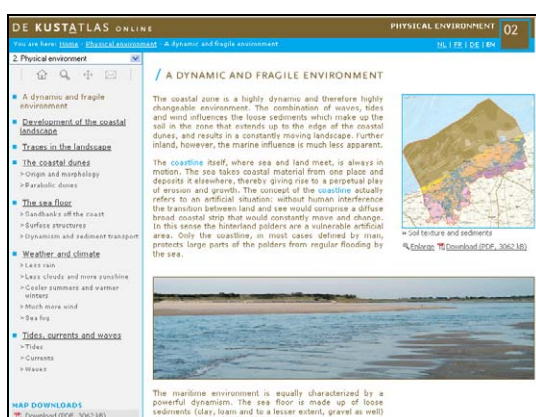 DE KUSTATLAS ONLINE
PHYSICAL ENVIRONMENT 02
You are here: Home - Physical environment - A dynamic and fragile environment
NL | FR | DE | EN
2. Physical environment
A dynamic and fragile environment
Development of the coastal landscape
Traces in the landscape
The coastal dunes
> Origin and morphology
> Parabolic dunes
The sea floor
> Sandbanks off the coast
> Surface structures
> Dynamism and sediment transport
Weather and climate
> Less rain
> Less clouds and more sunshine
> Cooler summers and warmer winters
> Much more wind
> Sea fog
Tides, currents and waves
> Tides
> Currents
> Waves
MAP DOWNLOADS
Download (PDF, 3062 kB)
/ A DYNAMIC AND FRAGILE ENVIRONMENT
The coastal zone is a highly dynamic and therefore highly
changeable environment. The combination of waves, tides
and wind influences the loose sediments which make up the
soil in the zone that extends up to the edge of the coastal
dunes, and results in a constantly moving landscape. Further
inland, however, the marine influence is much less apparent.
The coastline itself, where sea and land meet, is always in
motion. The sea takes coastal material from one place and
deposits it elsewhere, thereby giving rise to a perpetual play
of erosion and growth. The concept of the coastline actually
refers to an artificial situation: without human interference
the transition between land and sea would comprise a diffuse
broad coastal strip that would constantly move and change.
In this sense the hinterland polders are a vulnerable artificial
area. Only the coastline, in most cases defined by man,
protects large parts of the polders from regular flooding by
the sea.
Soil texture and sediments
Enlarge Download (PDF, 3062 kB)
The maritime environment is equally characterized by a
powerful dynamism. The sea floor is made up of loose
sediments (clay, loam and to a lesser extent, gravel as well)